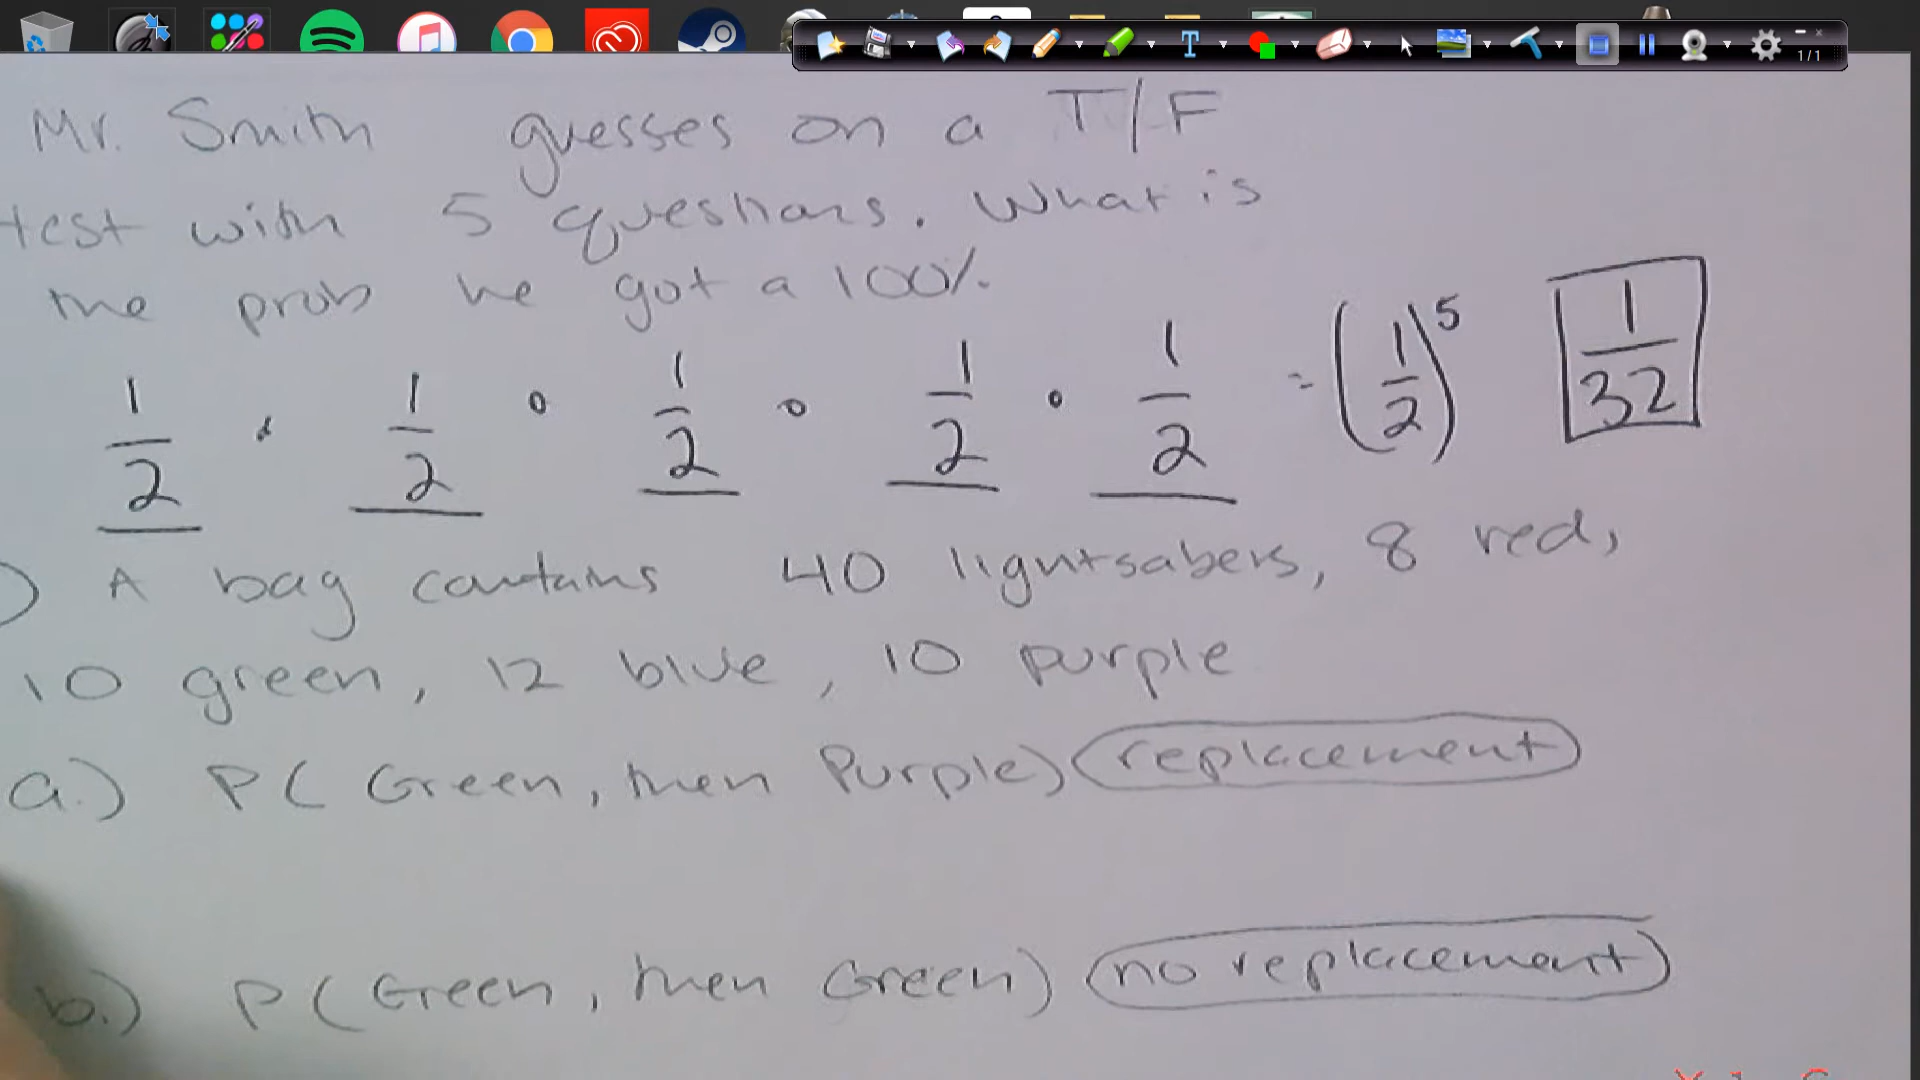 1/1
Mr. Smith guesses on a T/F
test with 5 questions. What is
the prob he got a 100%.
1/2 · 1/2 · 1/2 · 1/2 · 1/2 = (1/2)^5 1/32
) A bag contains 40 lightsabers, 8 red,
10 green, 12 blue, 10 purple
a.) P( Green, then Purple) replacement
b.) P( Green, then Green) no replacement